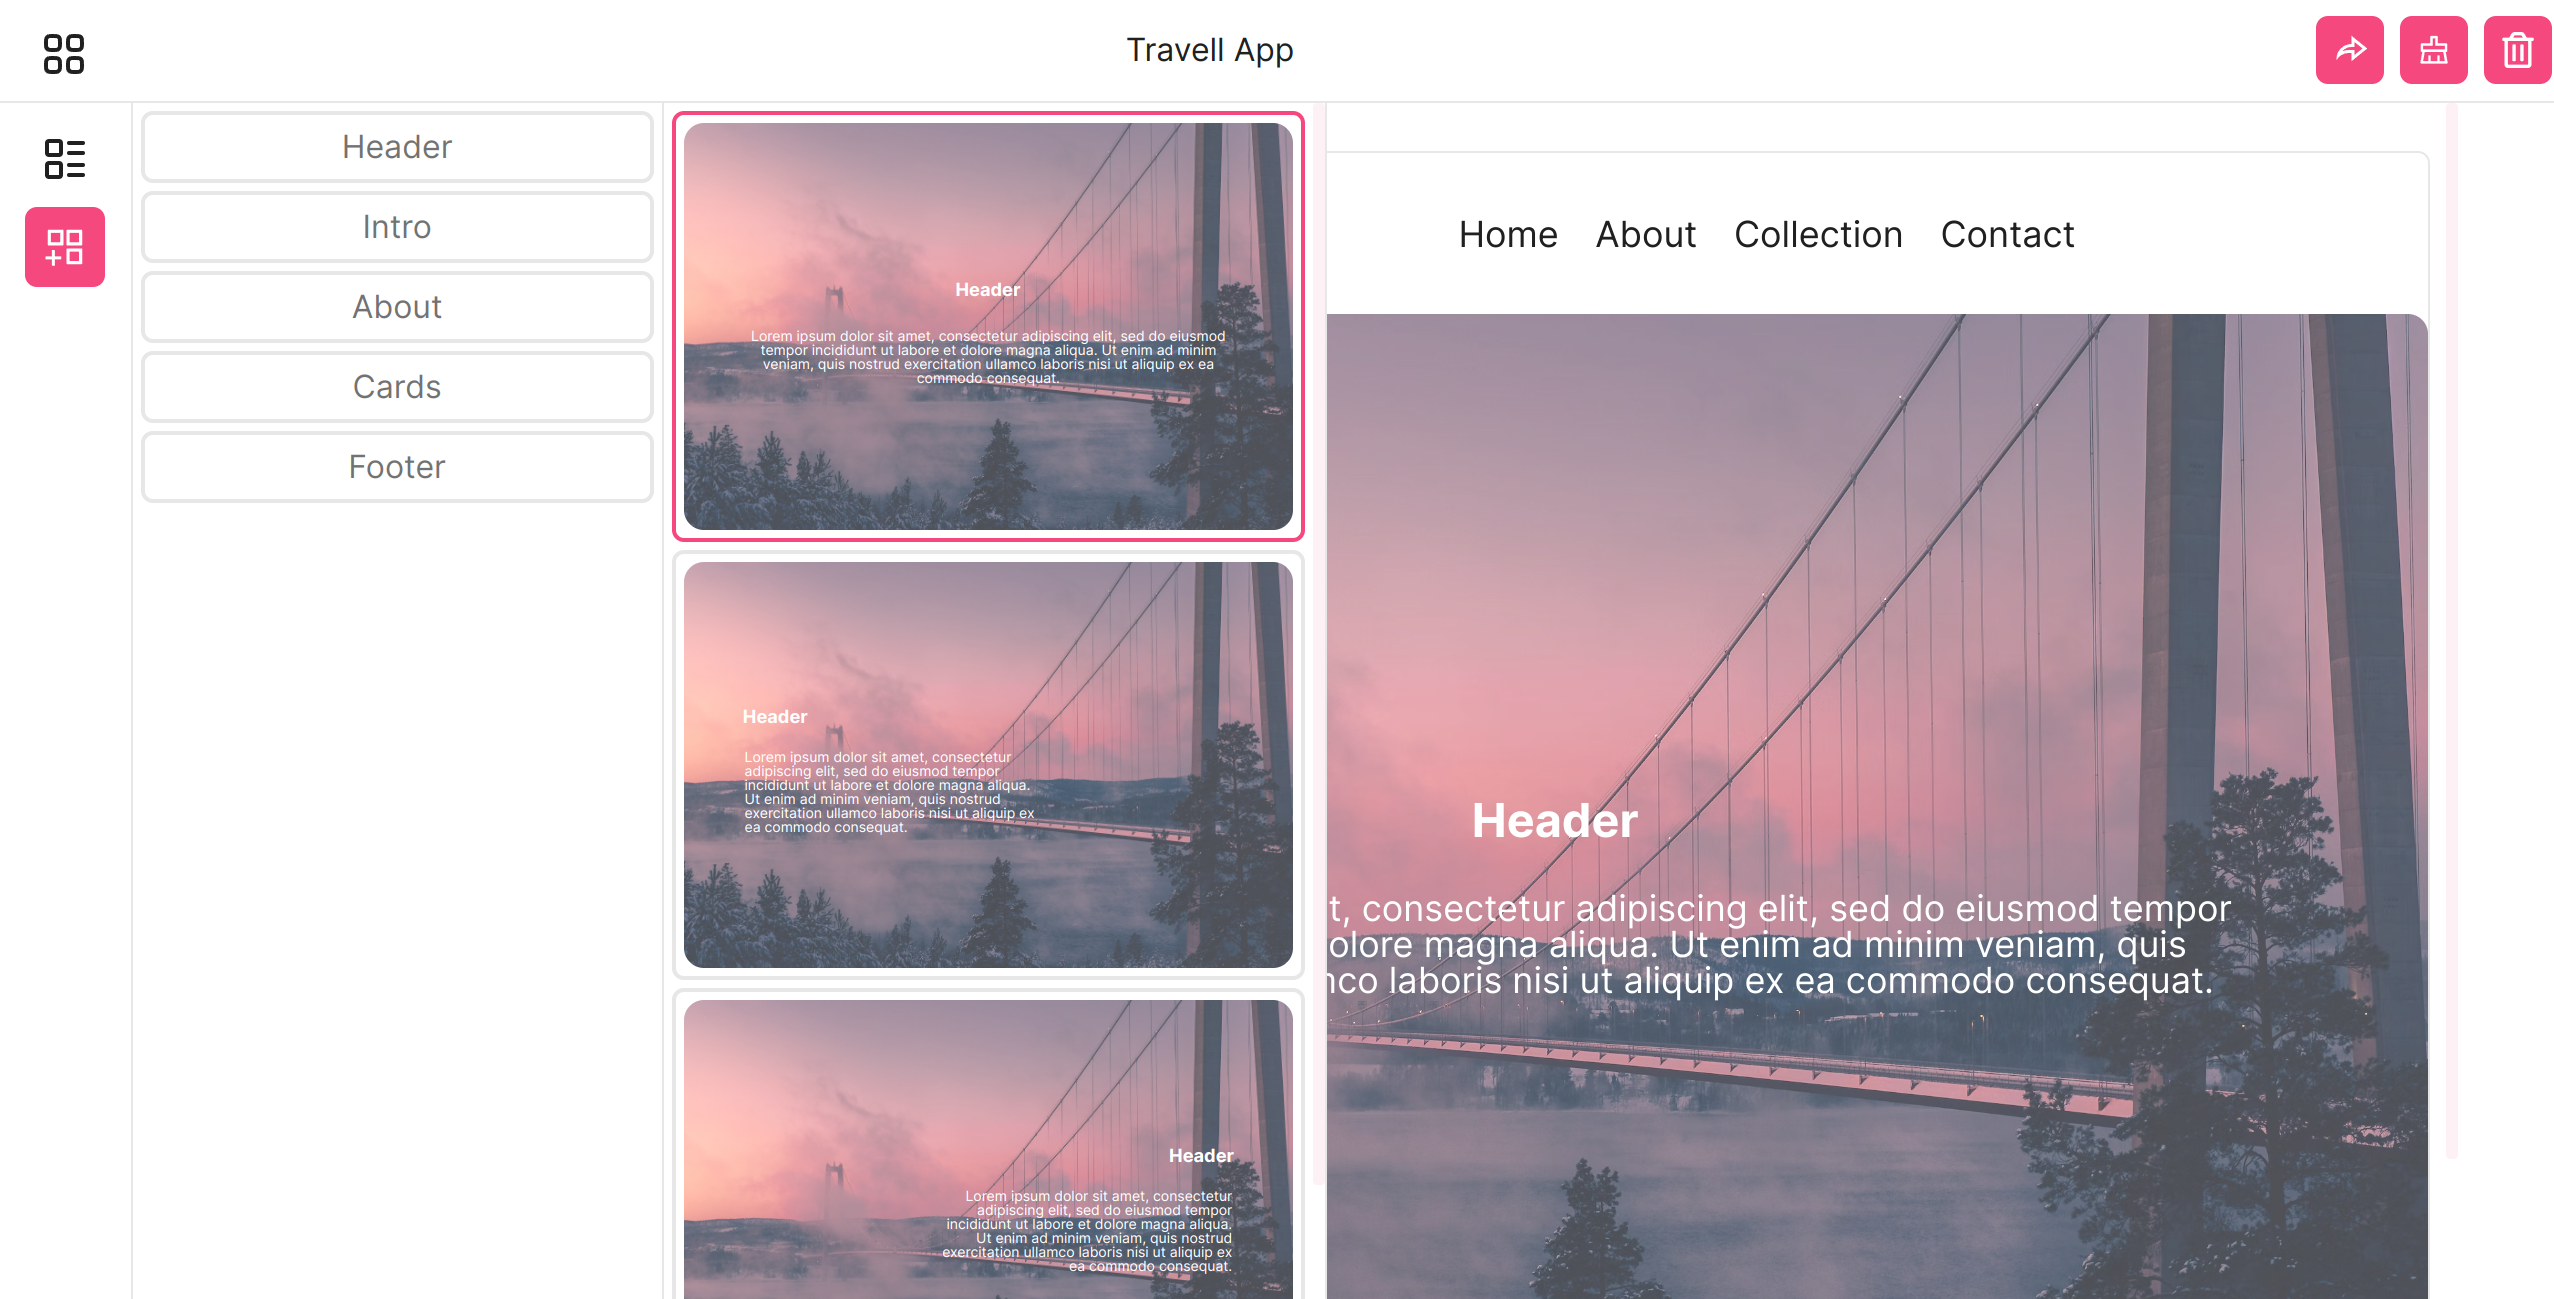 Travell App
Header
Intro
About
Cards
Footer
Header
Lorem ipsum dolor sit amet, consectetur adipiscing elit, sed do eiusmod
tempor incididunt ut labore et dolore magna aliqua. Ut enim ad minim
veniam, quis nostrud exercitation ullamco laboris nisi ut aliquip ex ea
commodo consequat.
Header
Lorem ipsum dolor sit amet, consectetur
adipiscing elit, sed do eiusmod tempor
incididunt ut labore et dolore magna aliqua.
Ut enim ad minim veniam, quis nostrud
exercitation ullamco laboris nisi ut aliquip ex
ea commodo consequat.
Header
Lorem ipsum dolor sit amet, consectetur
adipiscing elit, sed do eiusmod tempor
incididunt ut labore et dolore magna aliqua.
Ut enim ad minim veniam, quis nostrud
exercitation ullamco laboris nisi ut aliquip ex
ea commodo consequat.
Home About Collection Contact
Header
t, consectetur adipiscing elit, sed do eiusmod tempor
olore magna aliqua. Ut enim ad minim veniam, quis
nco laboris nisi ut aliquip ex ea commodo consequat.